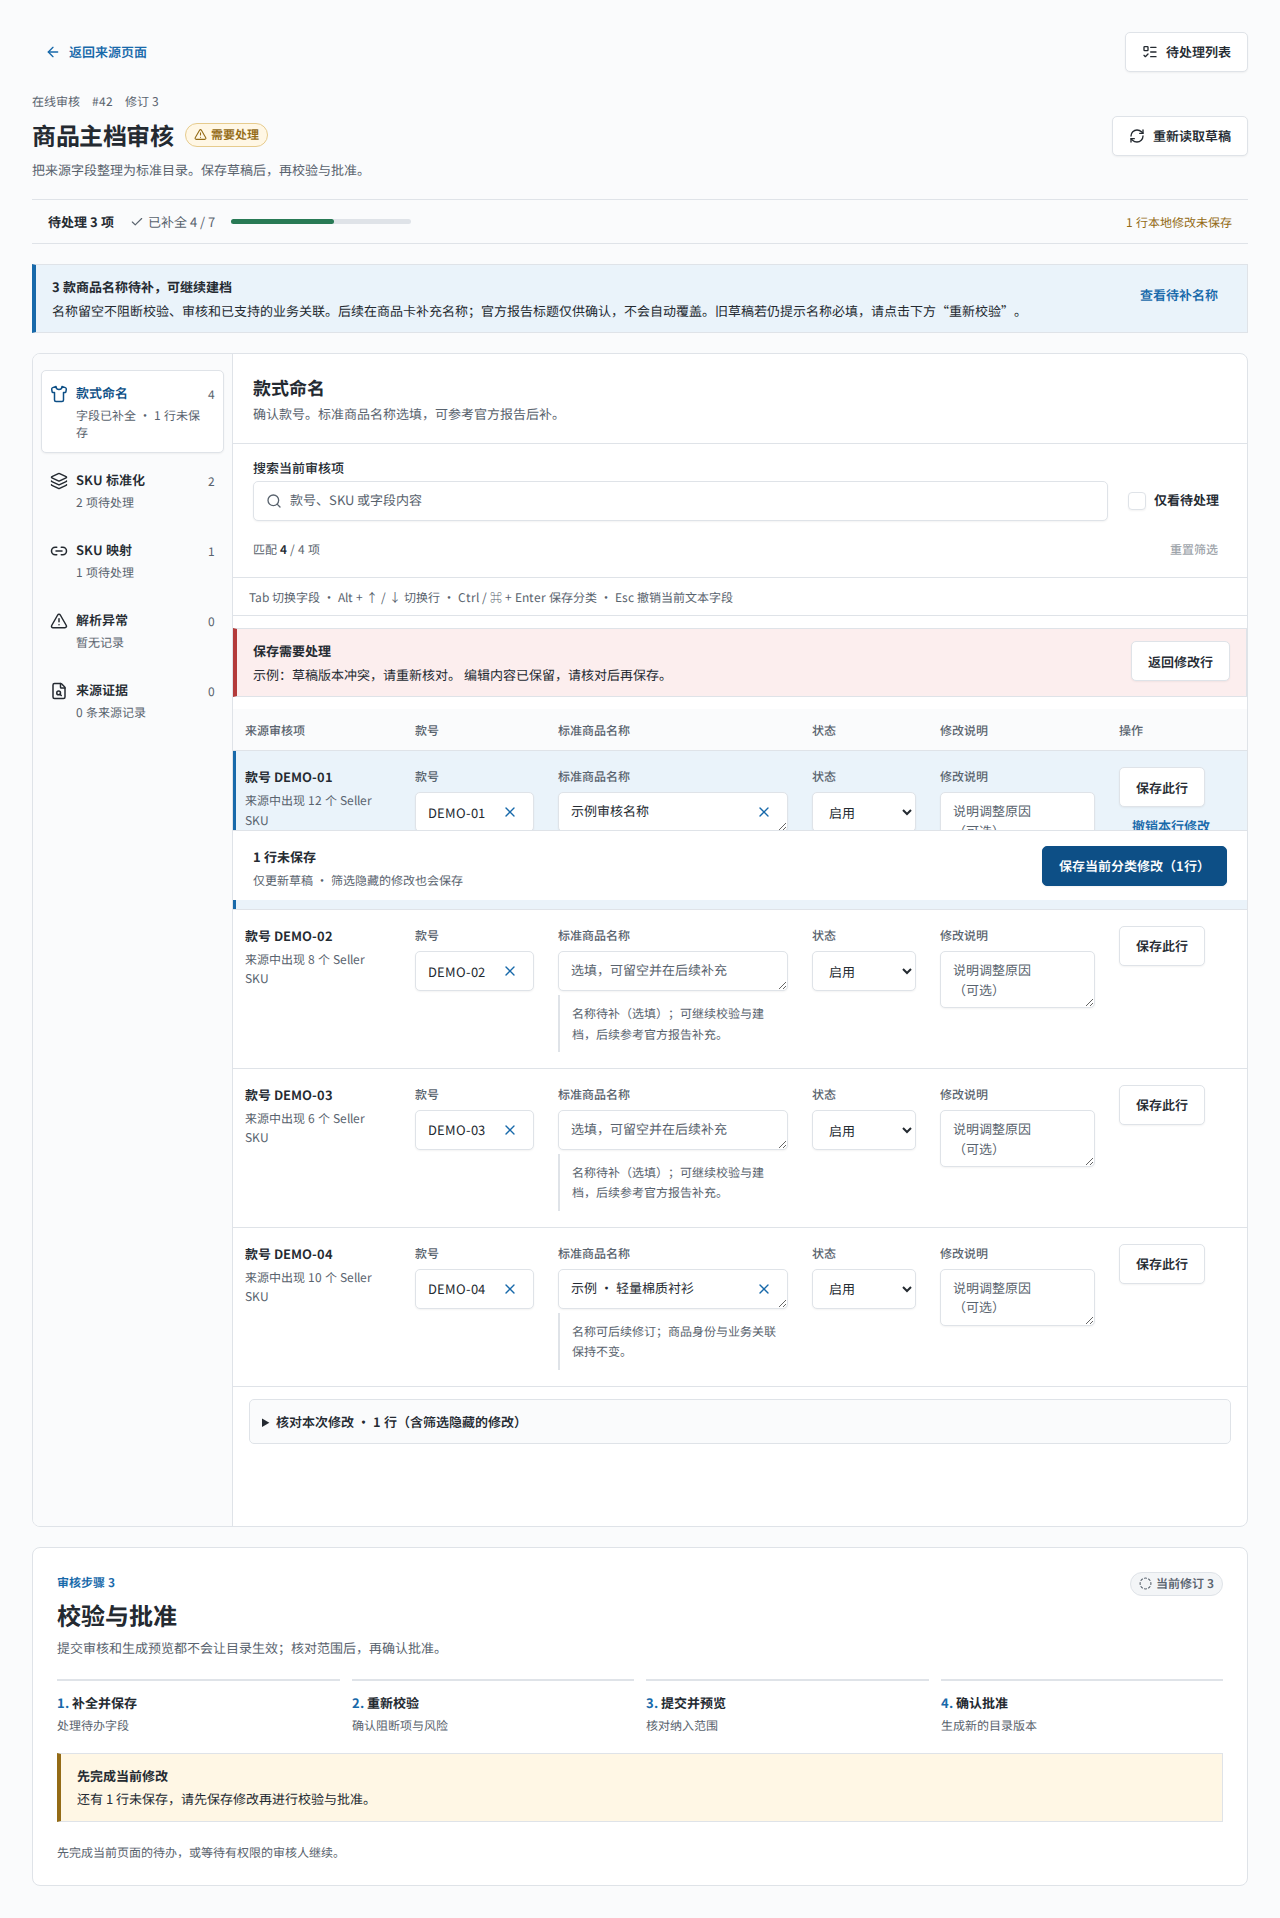 返回来源页面
待处理列表
在线审核 #42 修订 3
商品主档审核 需要处理
重新读取草稿
把来源字段整理为标准目录。保存草稿后，再校验与批准。
待处理 3 项 已补全 4 / 7
1 行本地修改未保存
3 款商品名称待补，可继续建档
名称留空不阻断校验、审核和已支持的业务关联。后续在商品卡补充名称；官方报告标题仅供确认，不会自动覆盖。旧草稿若仍提示名称必填，请点击下方“重新校验”。
查看待补名称
款式命名 4
字段已补全 · 1 行未保
存
SKU 标准化 2
2 项待处理
SKU 映射 1
1 项待处理
解析异常 0
暂无记录
来源证据 0
0 条来源记录
款式命名
确认款号。标准商品名称选填，可参考官方报告后补。
搜索当前审核项
款号、SKU 或字段内容
仅看待处理
匹配 4 / 4 项
重置筛选
Tab 切换字段 · Alt + ↑ / ↓ 切换行 · Ctrl / ⌘ + Enter 保存分类 · Esc 撤销当前文本字段
保存需要处理
示例：草稿版本冲突，请重新核对。 编辑内容已保留，请核对后再保存。
返回修改行
来源审核项 款号 标准商品名称 状态 修改说明 操作
款号 DEMO-01
来源中出现 12 个 Seller
SKU
款号
DEMO-01
标准商品名称
示例审核名称
状态
启用
修改说明
说明调整原因
（可选）
保存此行
撤销本行修改
1 行未保存
仅更新草稿 · 筛选隐藏的修改也会保存
保存当前分类修改（1行）
款号 DEMO-02
来源中出现 8 个 Seller
SKU
款号
DEMO-02
标准商品名称
选填，可留空并在后续补充
名称待补（选填）；可继续校验与建
档，后续参考官方报告补充。
状态
启用
修改说明
说明调整原因
（可选）
保存此行
款号 DEMO-03
来源中出现 6 个 Seller
SKU
款号
DEMO-03
标准商品名称
选填，可留空并在后续补充
名称待补（选填）；可继续校验与建
档，后续参考官方报告补充。
状态
启用
修改说明
说明调整原因
（可选）
保存此行
款号 DEMO-04
来源中出现 10 个 Seller
SKU
款号
DEMO-04
标准商品名称
示例 · 轻量棉质衬衫
名称可后续修订；商品身份与业务关联
保持不变。
状态
启用
修改说明
说明调整原因
（可选）
保存此行
核对本次修改 · 1 行（含筛选隐藏的修改）
审核步骤 3
当前修订 3
校验与批准
提交审核和生成预览都不会让目录生效；核对范围后，再确认批准。
1. 补全并保存
处理待办字段
2. 重新校验
确认阻断项与风险
3. 提交并预览
核对纳入范围
4. 确认批准
生成新的目录版本
先完成当前修改
还有 1 行未保存，请先保存修改再进行校验与批准。
先完成当前页面的待办，或等待有权限的审核人继续。